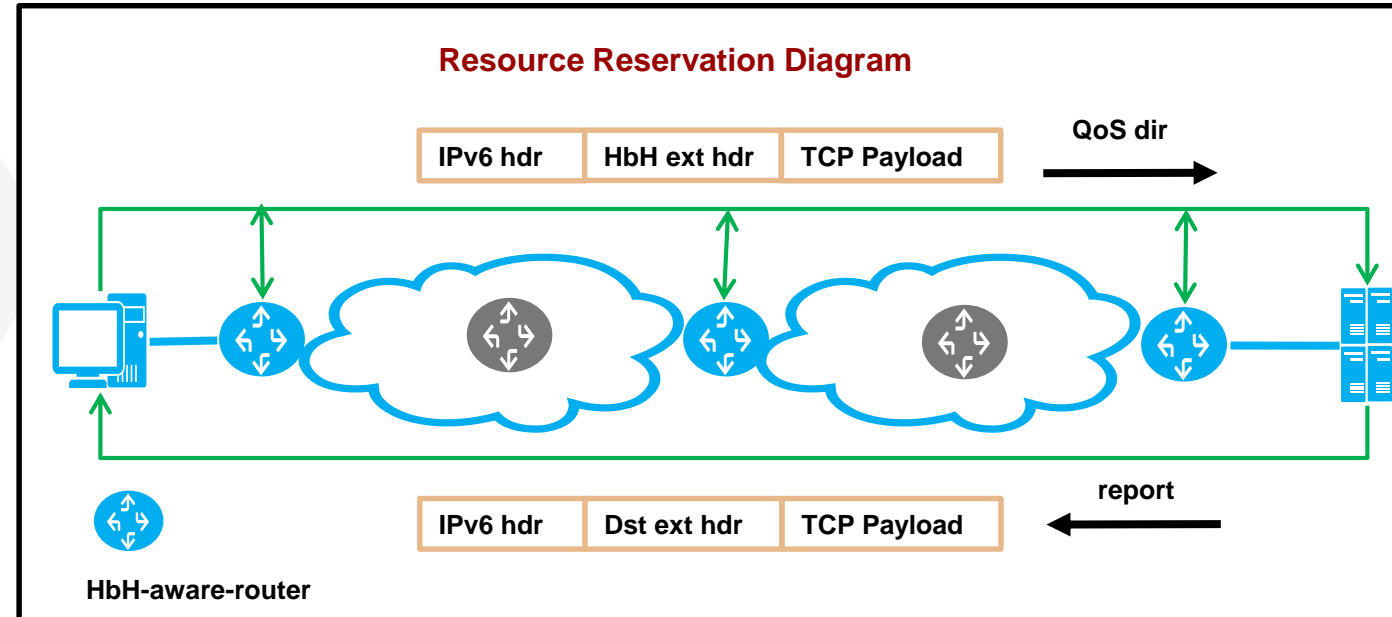 Resource Reservation Diagram
QoS dir
IPv6 hdr HbH ext hdr TCP Payload
report
IPv6 hdr Dst ext hdr TCP Payload
HbH-aware-router